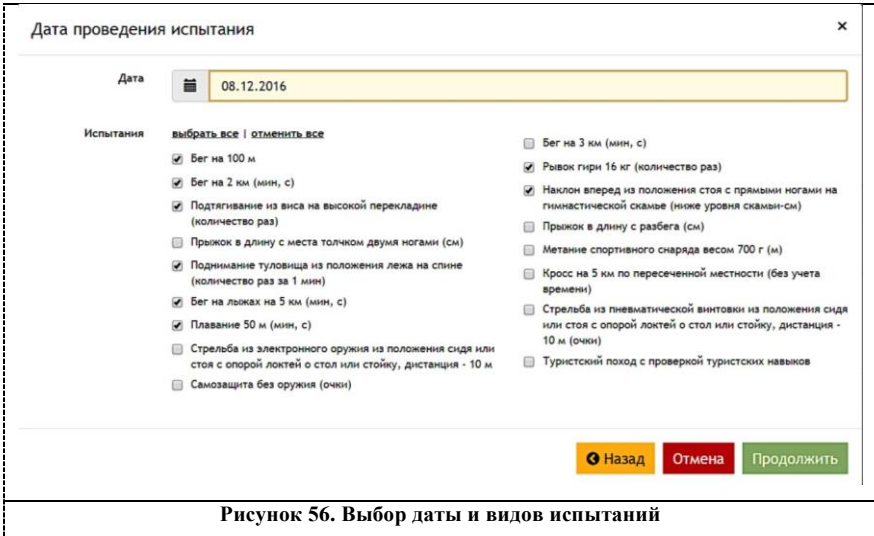 Дата проведения испытания
×
Дата
08.12.2016
Испытания
выбрать все | отменить все
Бег на 100 м
Бег на 2 км (мин, с)
Подтягивание из виса на высокой перекладине
(количество раз)
Прыжок в длину с места толчком двумя ногами (см)
Поднимание туловища из положения лежа на спине
(количество раз за 1 мин)
Бег на лыжах на 5 км (мин, с)
Плавание 50 м (мин, с)
Стрельба из электронного оружия из положения сидя или
стоя с опорой локтей о стол или стойку, дистанция - 10 м
Самозащита без оружия (очки)
Бег на 3 км (мин, с)
Рывок гири 16 кг (количество раз)
Наклон вперед из положения стоя с прямыми ногами на
гимнастической скамье (ниже уровня скамьи-см)
Прыжок в длину с разбега (см)
Метание спортивного снаряда весом 700 г (м)
Кросс на 5 км по пересеченной местности (без учета
времени)
Стрельба из пневматической винтовки из положения сидя
или стоя с опорой локтей о стол или стойку, дистанция -
10 м (очки)
Туристский поход с проверкой туристских навыков
Назад
Отмена
Продолжить
Рисунок 56. Выбор даты и видов испытаний